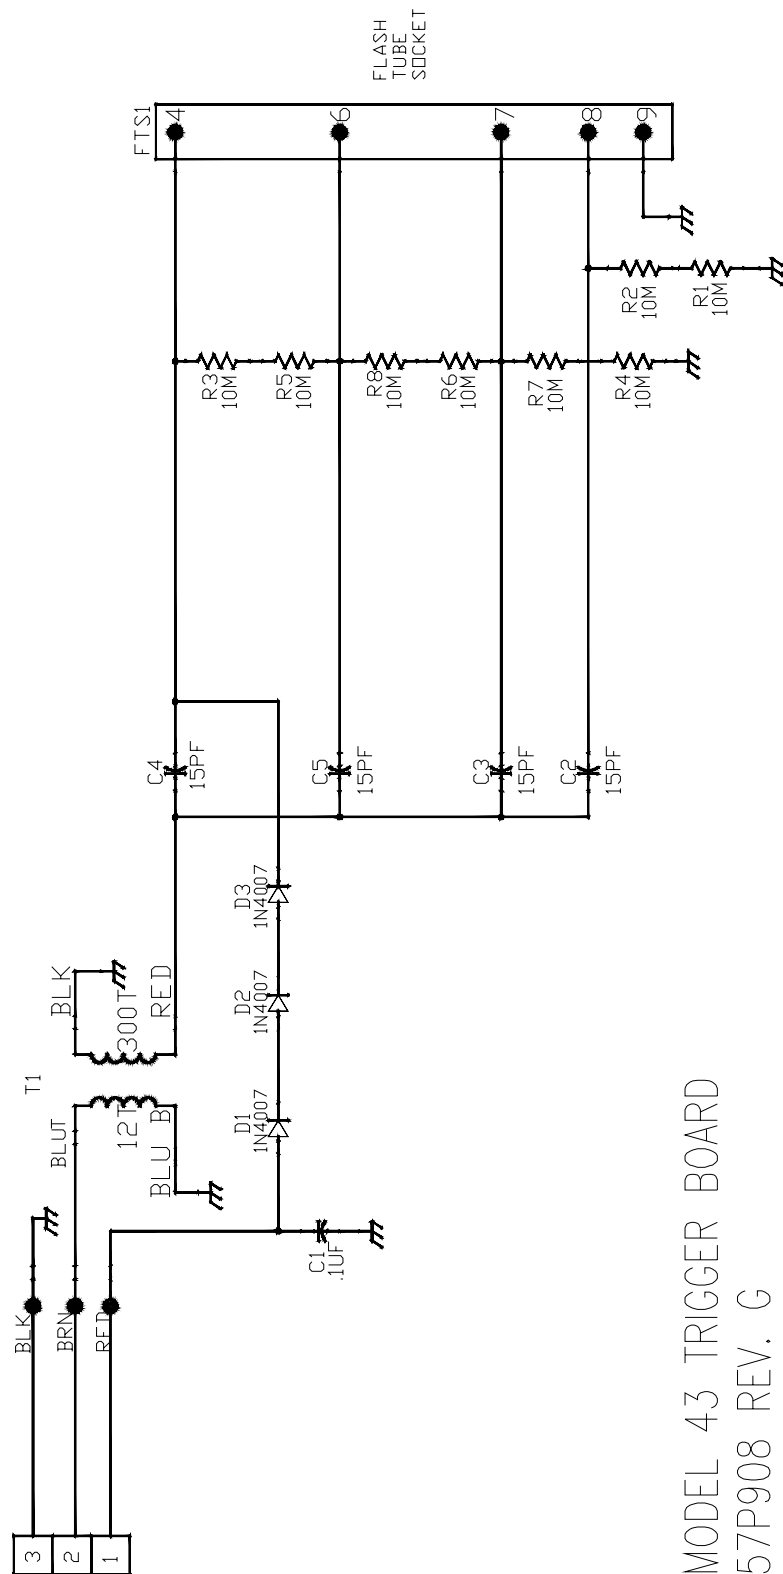 3
2
1
BLK
BRN
RED
BLUT
BLU B
12T
T1
300T
BLK
RED
C1
.1UF
D1
1N4007
D2
1N4007
D3
1N4007
C4
15PF
C5
15PF
C3
15PF
C2
15PF
R3
10M
R5
10M
R8
10M
R6
10M
R7
10M
R4
10M
R2
10M
R1
10M
FTS1
4
6
7
8
9
FLASH
TUBE
SOCKET
MODEL 43 TRIGGER BOARD
57P908 REV. G